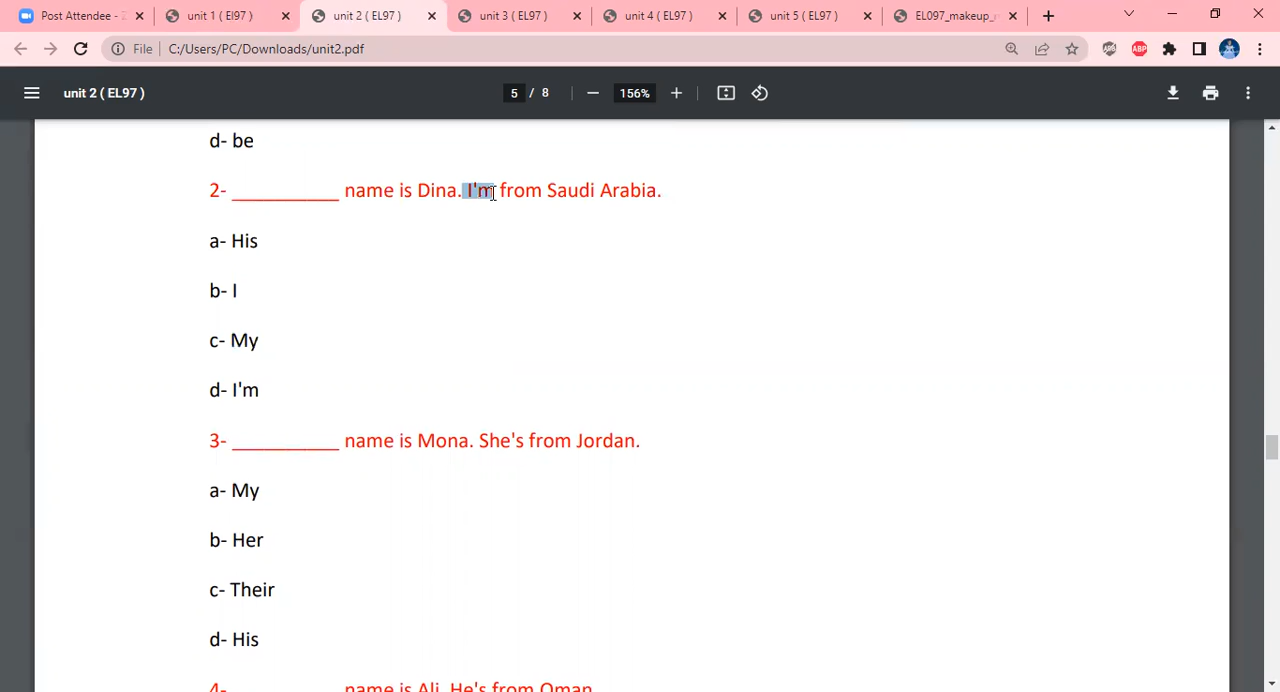 Post Attendee - Z
unit 1 ( El97 )
unit 2 ( EL97 )
unit 3 ( EL97 )
unit 4 ( EL97 )
unit 5 ( EL97 )
EL097_makeup_
File C:/Users/PC/Downloads/unit2.pdf
unit 2 ( EL97 )
5 / 8
156%
d- be
2- __________ name is Dina. I'm from Saudi Arabia.
a- His
b- I
c- My
d- I'm
3- __________ name is Mona. She's from Jordan.
a- My
b- Her
c- Their
d- His
4- __________ name is Ali. He's from Oman.